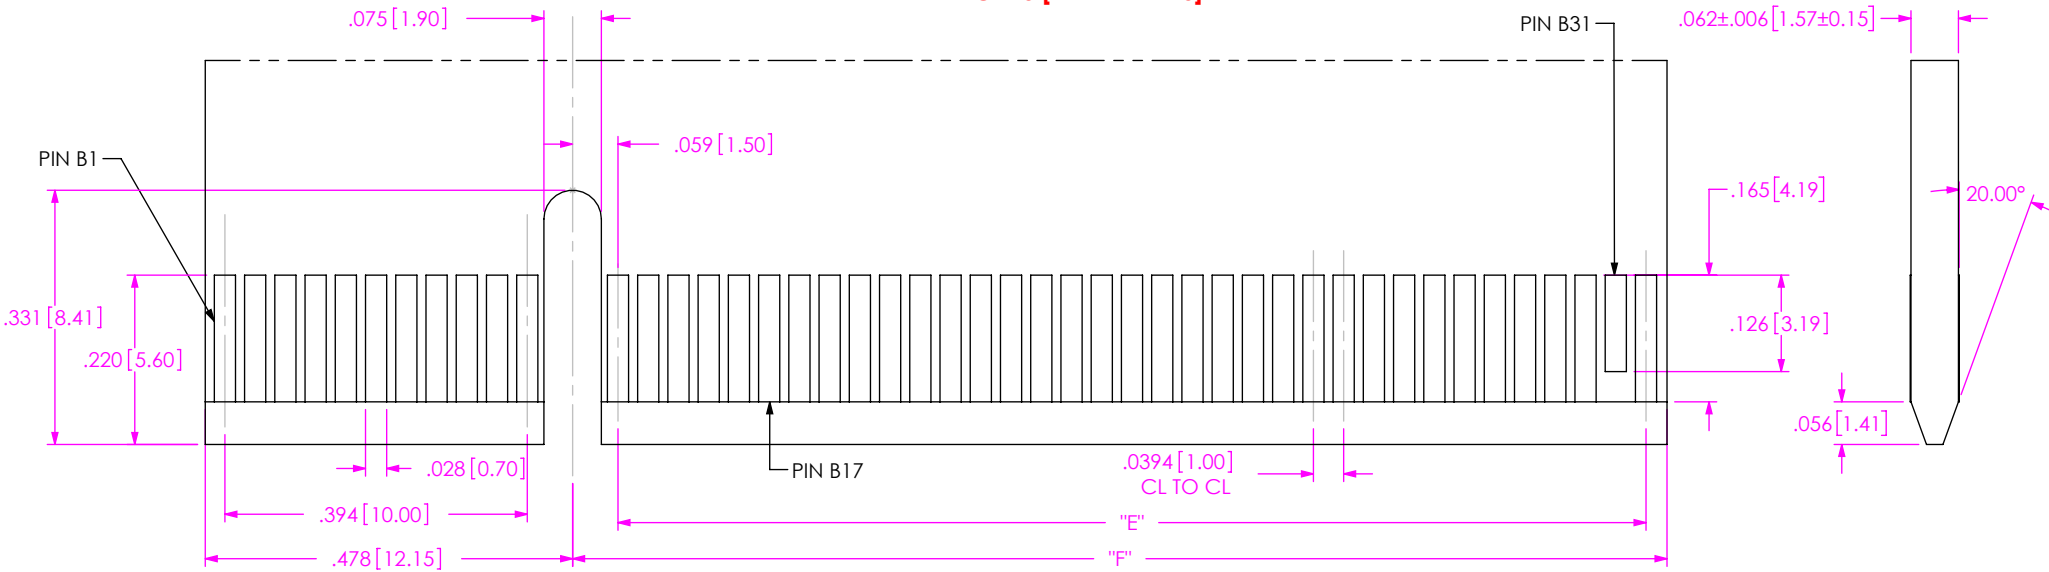 .075[1.90]
PIN B31
.062±.006[1.57±0.15]
.059[1.50]
PIN B1
.165[4.19]
20.00°
.331[8.41]
.220[5.60]
.126[3.19]
.056[1.41]
.028[0.70]
PIN B17
.0394[1.00]
CL TO CL
.394[10.00]
"E"
.478[12.15]
"F"